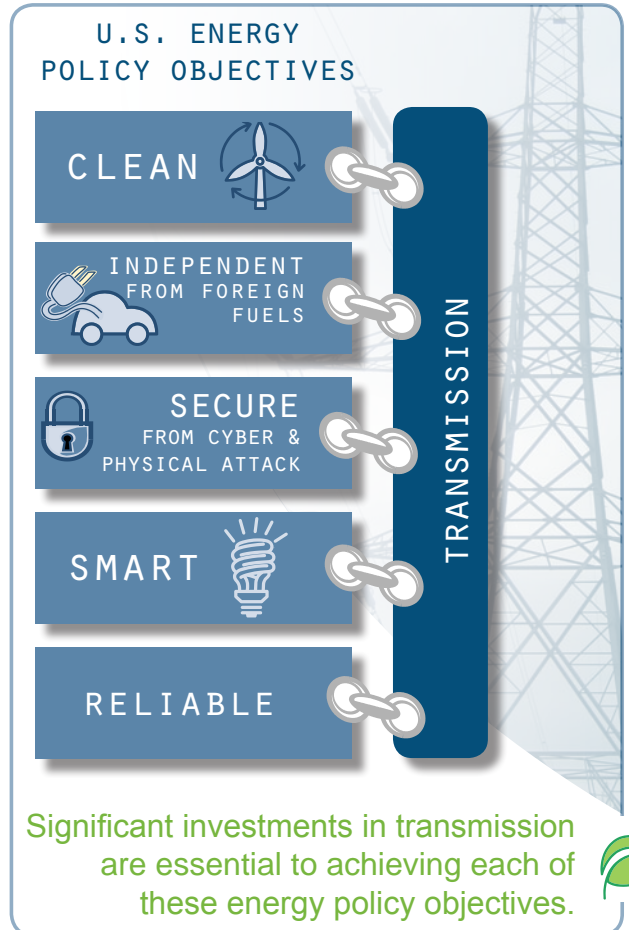 U.S. ENERGY
POLICY OBJECTIVES
CLEAN
INDEPENDENT
FROM FOREIGN
FUELS
SECURE
FROM CYBER &
PHYSICAL ATTACK
SMART
RELIABLE
TRANSMISSION
Significant investments in transmission
are essential to achieving each of
these energy policy objectives.